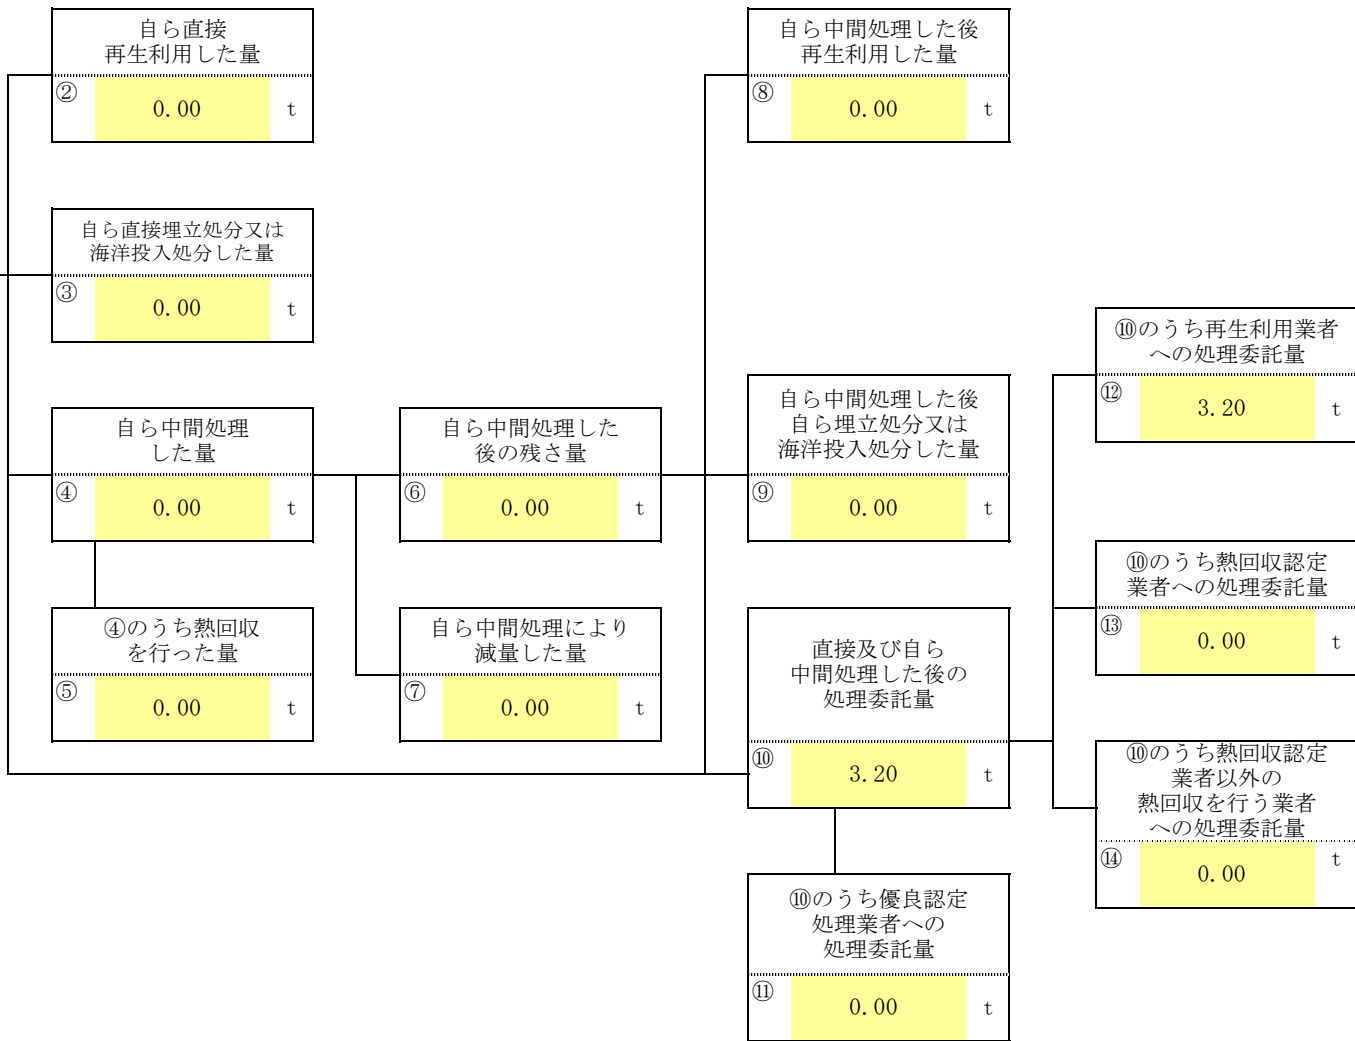 自ら直接
再生利用した量
②
0.00
t
自ら中間処理した後
再生利用した量
⑧
0.00
t
自ら直接埋立処分又は
海洋投入処分した量
③
0.00
t
⑩のうち再生利用業者
への処理委託量
⑫
3.20
t
自ら中間処理
した量
④
0.00
t
自ら中間処理した
後の残さ量
⑥
0.00
t
自ら中間処理した後
自ら埋立処分又は
海洋投入処分した量
⑨
0.00
t
⑩のうち熱回収認定
業者への処理委託量
⑬
0.00
t
④のうち熱回収
を行った量
⑤
0.00
t
自ら中間処理により
減量した量
⑦
0.00
t
直接及び自ら
中間処理した後の
処理委託量
⑩
3.20
t
⑩のうち熱回収認定
業者以外の
熱回収を行う業者
への処理委託量
⑭
0.00
t
⑩のうち優良認定
処理業者への
処理委託量
⑪
0.00
t